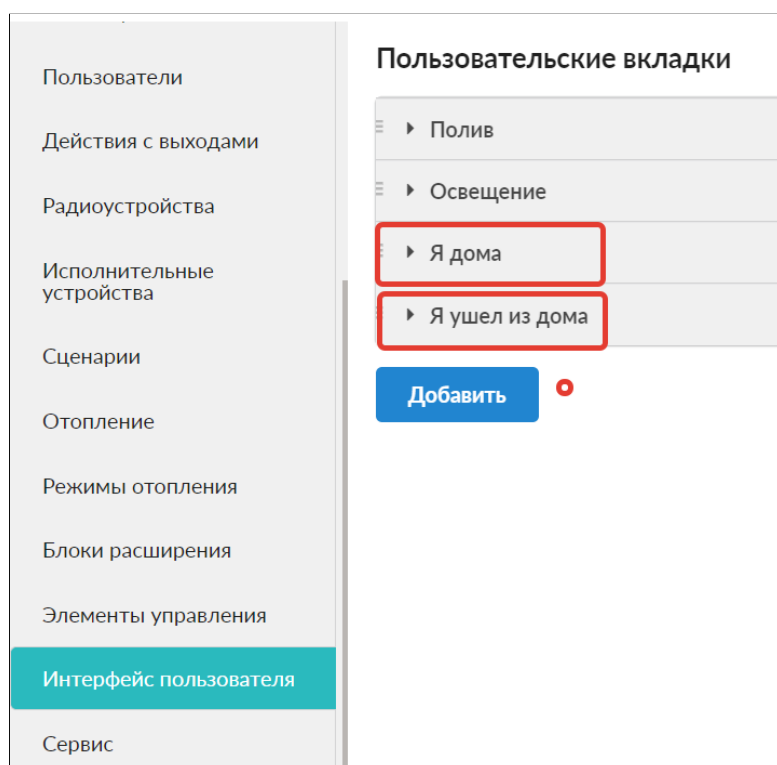 Пользователи
Действия с выходами
Радиоустройства
Исполнительные
устройства
Сценарии
Отопление
Режимы отопления
Блоки расширения
Элементы управления
Интерфейс пользователя
Сервис
Пользовательские вкладки
Полив
Освещение
Я дома
Я ушел из дома
Добавить